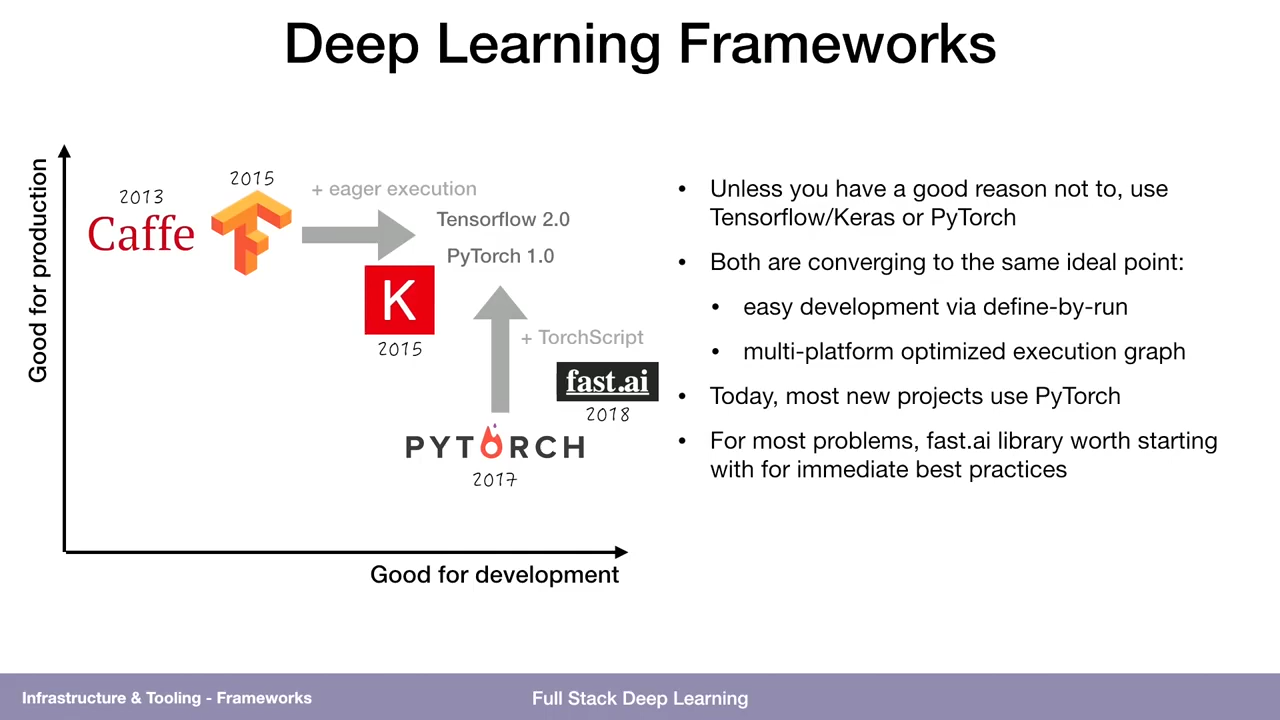 Deep Learning Frameworks
Good for production
2013
Caffe
2015
+ eager execution
Tensorflow 2.0
PyTorch 1.0
K
2015
+ TorchScript
fast.ai
2018
PYTORCH
2017
Good for development
• Unless you have a good reason not to, use
Tensorflow/Keras or PyTorch
• Both are converging to the same ideal point:
• easy development via define-by-run
• multi-platform optimized execution graph
• Today, most new projects use PyTorch
• For most problems, fast.ai library worth starting
with for immediate best practices
Infrastructure & Tooling - Frameworks
Full Stack Deep Learning